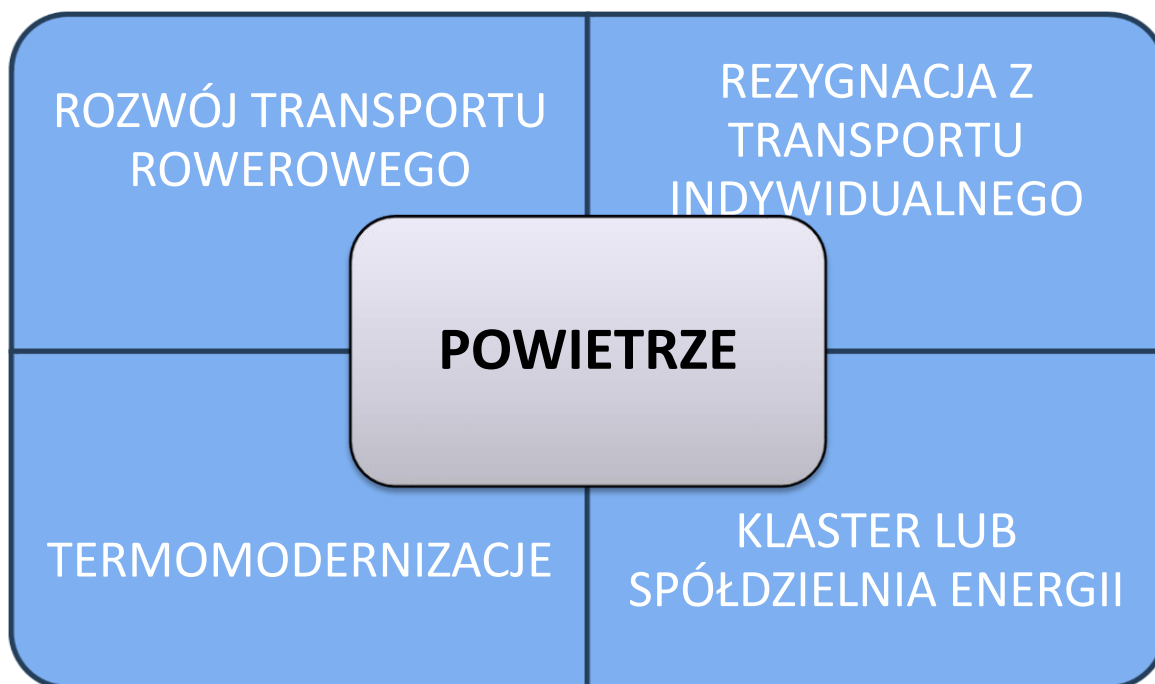 ROZWÓJ TRANSPORTU
ROWEROWEGO
REZYGNACJA Z
TRANSPORTU
INDYWIDUALNEGO
POWIETRZE
TERMOMODERNIZACJE
KLASTER LUB
SPÓŁDZIELNIA ENERGII